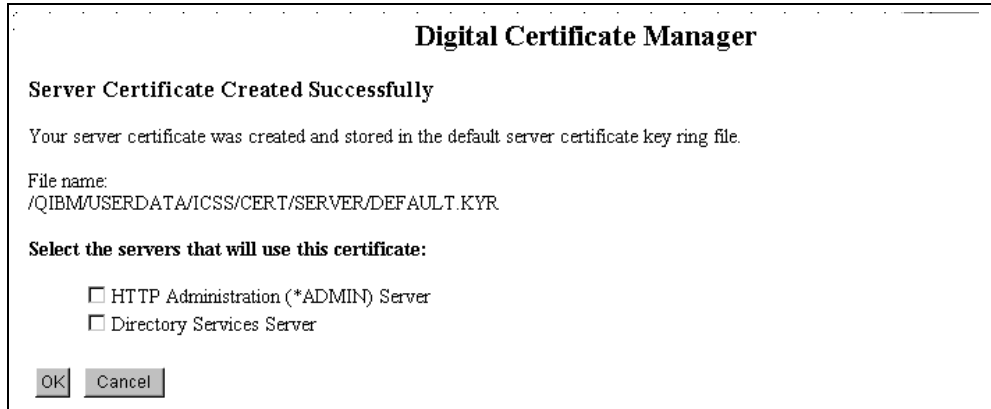 Digital Certificate Manager
Server Certificate Created Successfully
Your server certificate was created and stored in the default server certificate key ring file.
File name:
/QIBM/USERDATA/ICSS/CERT/SERVER/DEFAULT.KYR
Select the servers that will use this certificate:
HTTP Administration (*ADMIN) Server
Directory Services Server
OK Cancel